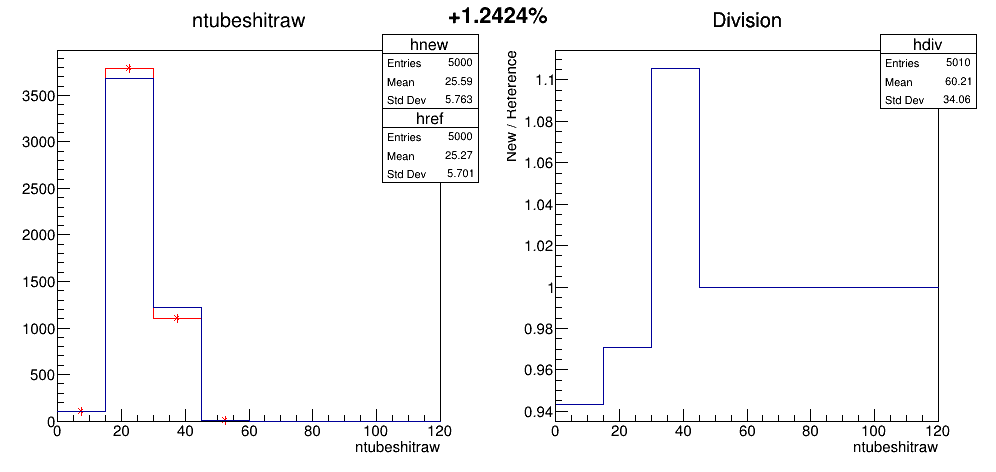 +1.2424%
ntubeshitraw
hnew
Entries 5000
Mean 25.59
Std Dev 5.763
href
Entries 5000
Mean 25.27
Std Dev 5.701
3500
3000
2500
2000
1500
1000
500
0
0 20 40 60 80 100 120
ntubeshitraw
Division
hdiv
Entries 5010
Mean 60.21
Std Dev 34.06
New / Reference
1.1
1.08
1.06
1.04
1.02
1
0.98
0.96
0.94
0 20 40 60 80 100 120
ntubeshitraw